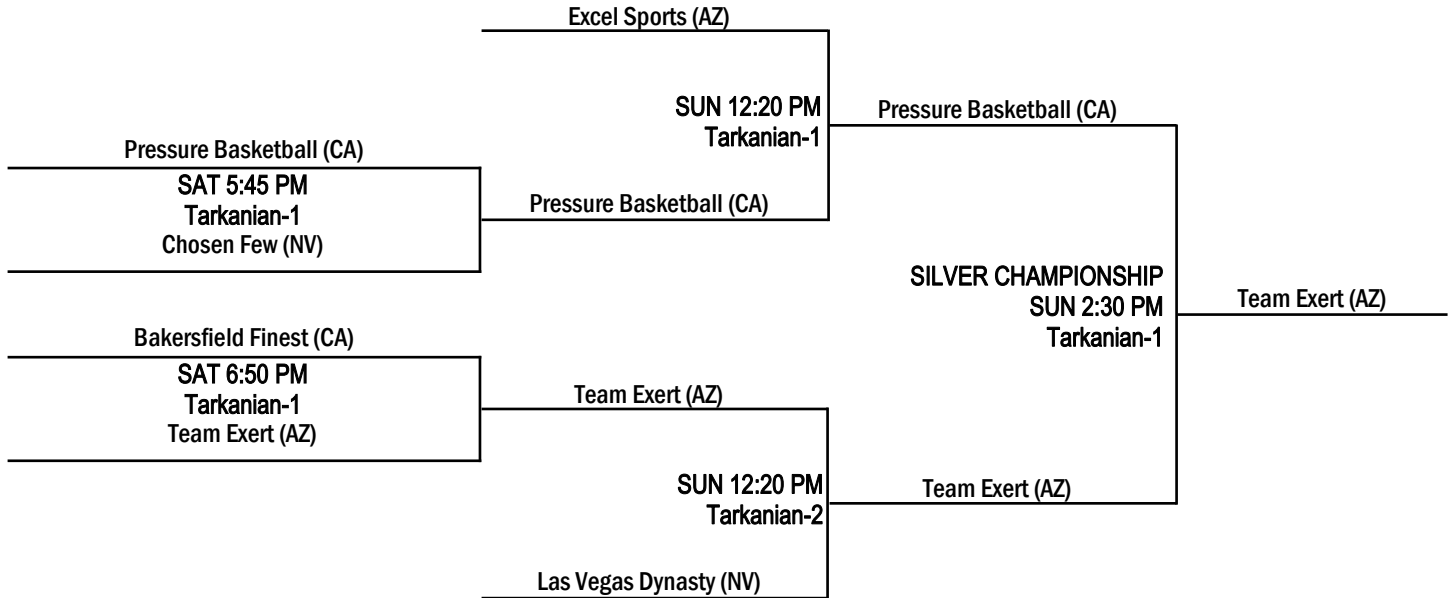 Excel Sports (AZ)
SUN 12:20 PM
Tarkanian-1
Pressure Basketball (CA)
Pressure Basketball (CA)
SAT 5:45 PM
Tarkanian-1
Chosen Few (NV)
Pressure Basketball (CA)
SILVER CHAMPIONSHIP
SUN 2:30 PM
Tarkanian-1
Team Exert (AZ)
Bakersfield Finest (CA)
SAT 6:50 PM
Tarkanian-1
Team Exert (AZ)
Team Exert (AZ)
SUN 12:20 PM
Tarkanian-2
Team Exert (AZ)
Las Vegas Dynasty (NV)